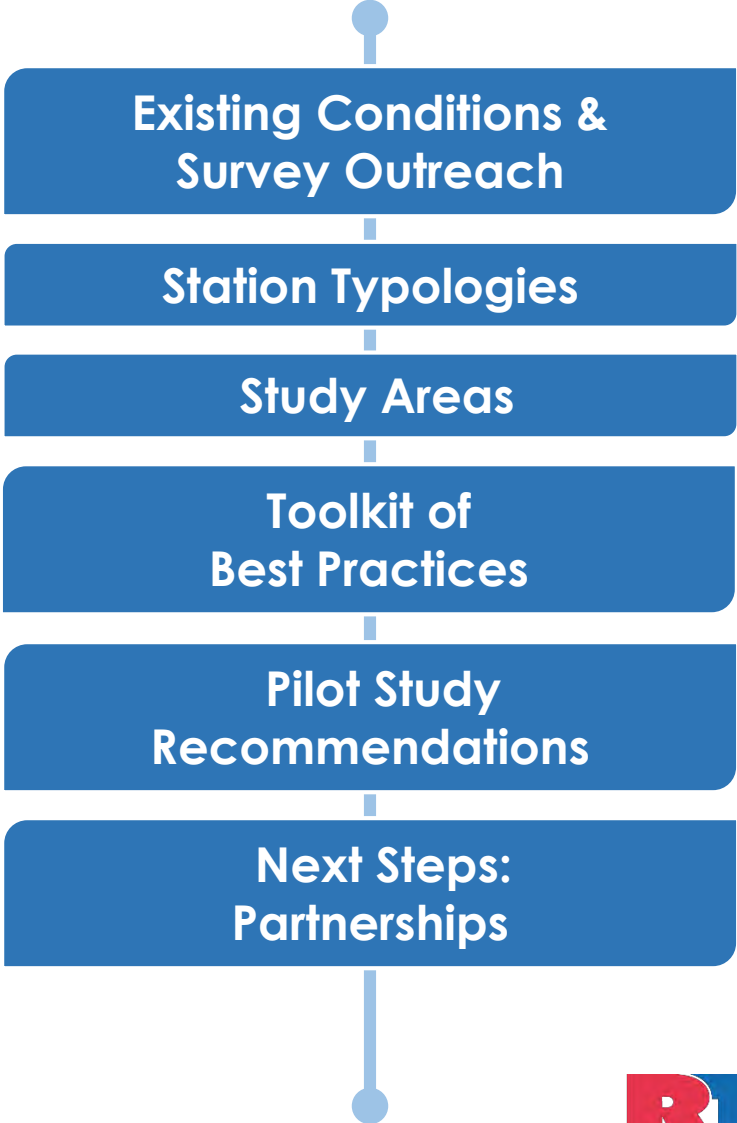 Existing Conditions &
Survey Outreach
Station Typologies
Study Areas
Toolkit of
Best Practices
Pilot Study
Recommendations
Next Steps:
Partnerships